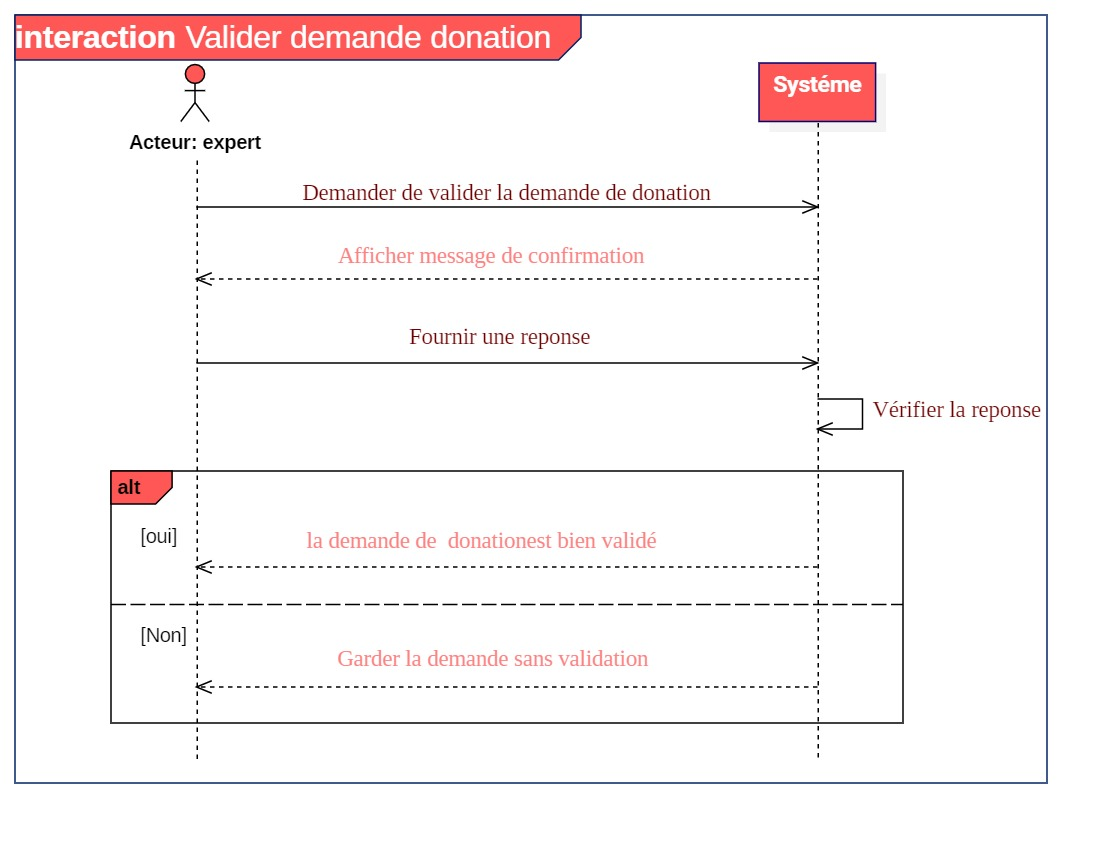 interaction Valider demande donation
Systéme
Acteur: expert
Demander de valider la demande de donation
Afficher message de confirmation
Fournir une reponse
Vérifier la reponse
alt
[oui]
la demande de  donationest bien validé
[Non]
Garder la demande sans validation